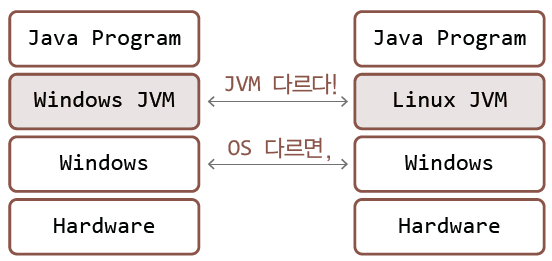 Java Program
Java Program
Windows JVM
JVM 다르다!
Linux JVM
Windows
OS 다르면,
Windows
Hardware
Hardware